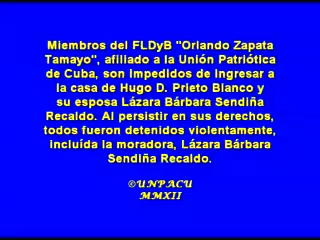 Miembros del FLDyB "Orlando Zapata
Tamayo", afiliado a la Unión Patriótica
de Cuba, son impedidos de ingresar a
la casa de Hugo D. Prieto Blanco y
su esposa Lázara Bárbara Sendiña
Recaldo. Al persistir en sus derechos,
todos fueron detenidos violentamente,
incluída la moradora, Lázara Bárbara
Sendiña Recaldo.
©UNPACU
MMXII